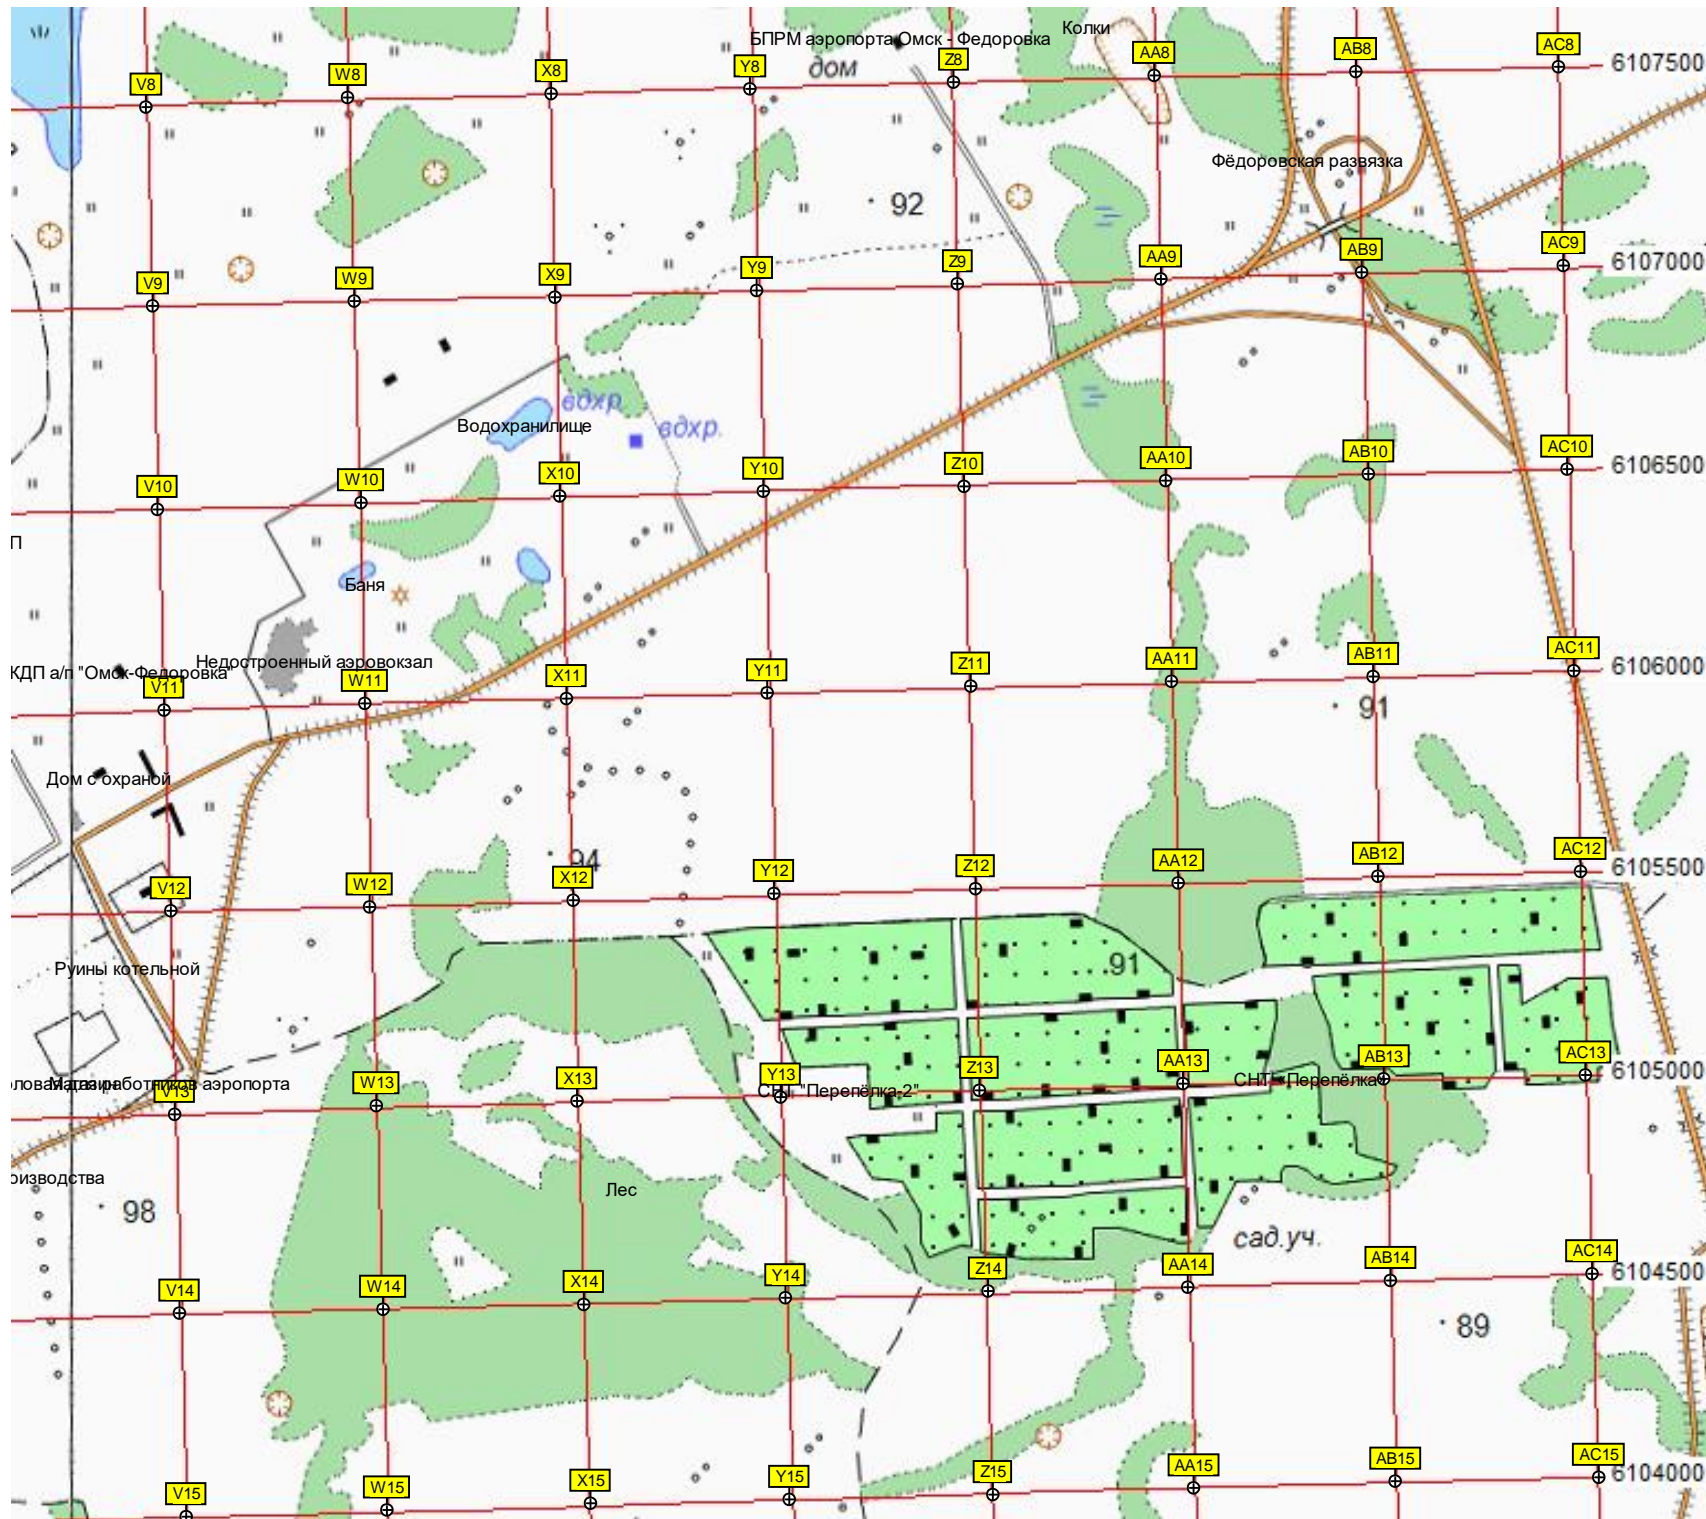 Колки
БПРМ аэропорта Омск - Федоровка
дом
V8
W8
X8
Y8
Z8
AA8
AB8
AC8
6107500
Фёдоровская развязка
92
V9
W9
X9
Y9
Z9
AA9
AB9
AC9
6107000
вдхр.
Водохранилище
вдхр.
V10
W10
X10
Y10
Z10
AA10
AB10
AC10
6106500
П
Баня
Недостроенный аэровокзал
КДП а/п "Омск-Федоровка"
V11
W11
X11
Y11
Z11
AA11
AB11
AC11
6106000
91
Дом с охраной
94
V12
W12
X12
Y12
Z12
AA12
AB12
AC12
6105500
Руины котельной
91
V13
W13
X13
Y13
Z13
AA13
AB13
AC13
6105000
работников аэропорта
СНТ "Перепёлка-2"
СНТ "Перепёлка"
оизводства
Лес
98
сад.уч.
V14
W14
X14
Y14
Z14
AA14
AB14
AC14
6104500
89
V15
W15
X15
Y15
Z15
AA15
AB15
AC15
6104000